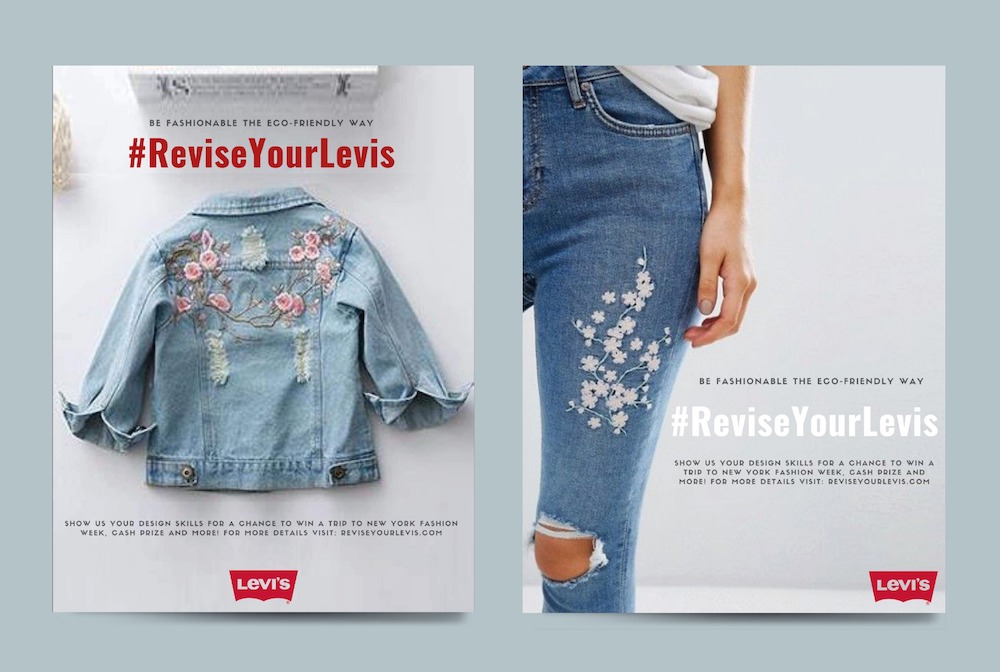 BE FASHIONABLE THE ECO-FRIENDLY WAY
#ReviseYourLevis
SHOW US YOUR DESIGN SKILLS FOR A CHANCE TO WIN A TRIP TO NEW YORK FASHION
WEEK, CASH PRIZE AND MORE! FOR MORE DETAILS VISIT: REVISEYOURLEVIS.COM
LEVI'S
BE FASHIONABLE THE ECO-FRIENDLY WAY
#ReviseYourLevis
SHOW US YOUR DESIGN SKILLS FOR A CHANCE TO WIN A
TRIP TO NEW YORK FASHION WEEK, CASH PRIZE AND
MORE! FOR MORE DETAILS VISIT: REVISEYOURLEVIS.COM
LEVI'S